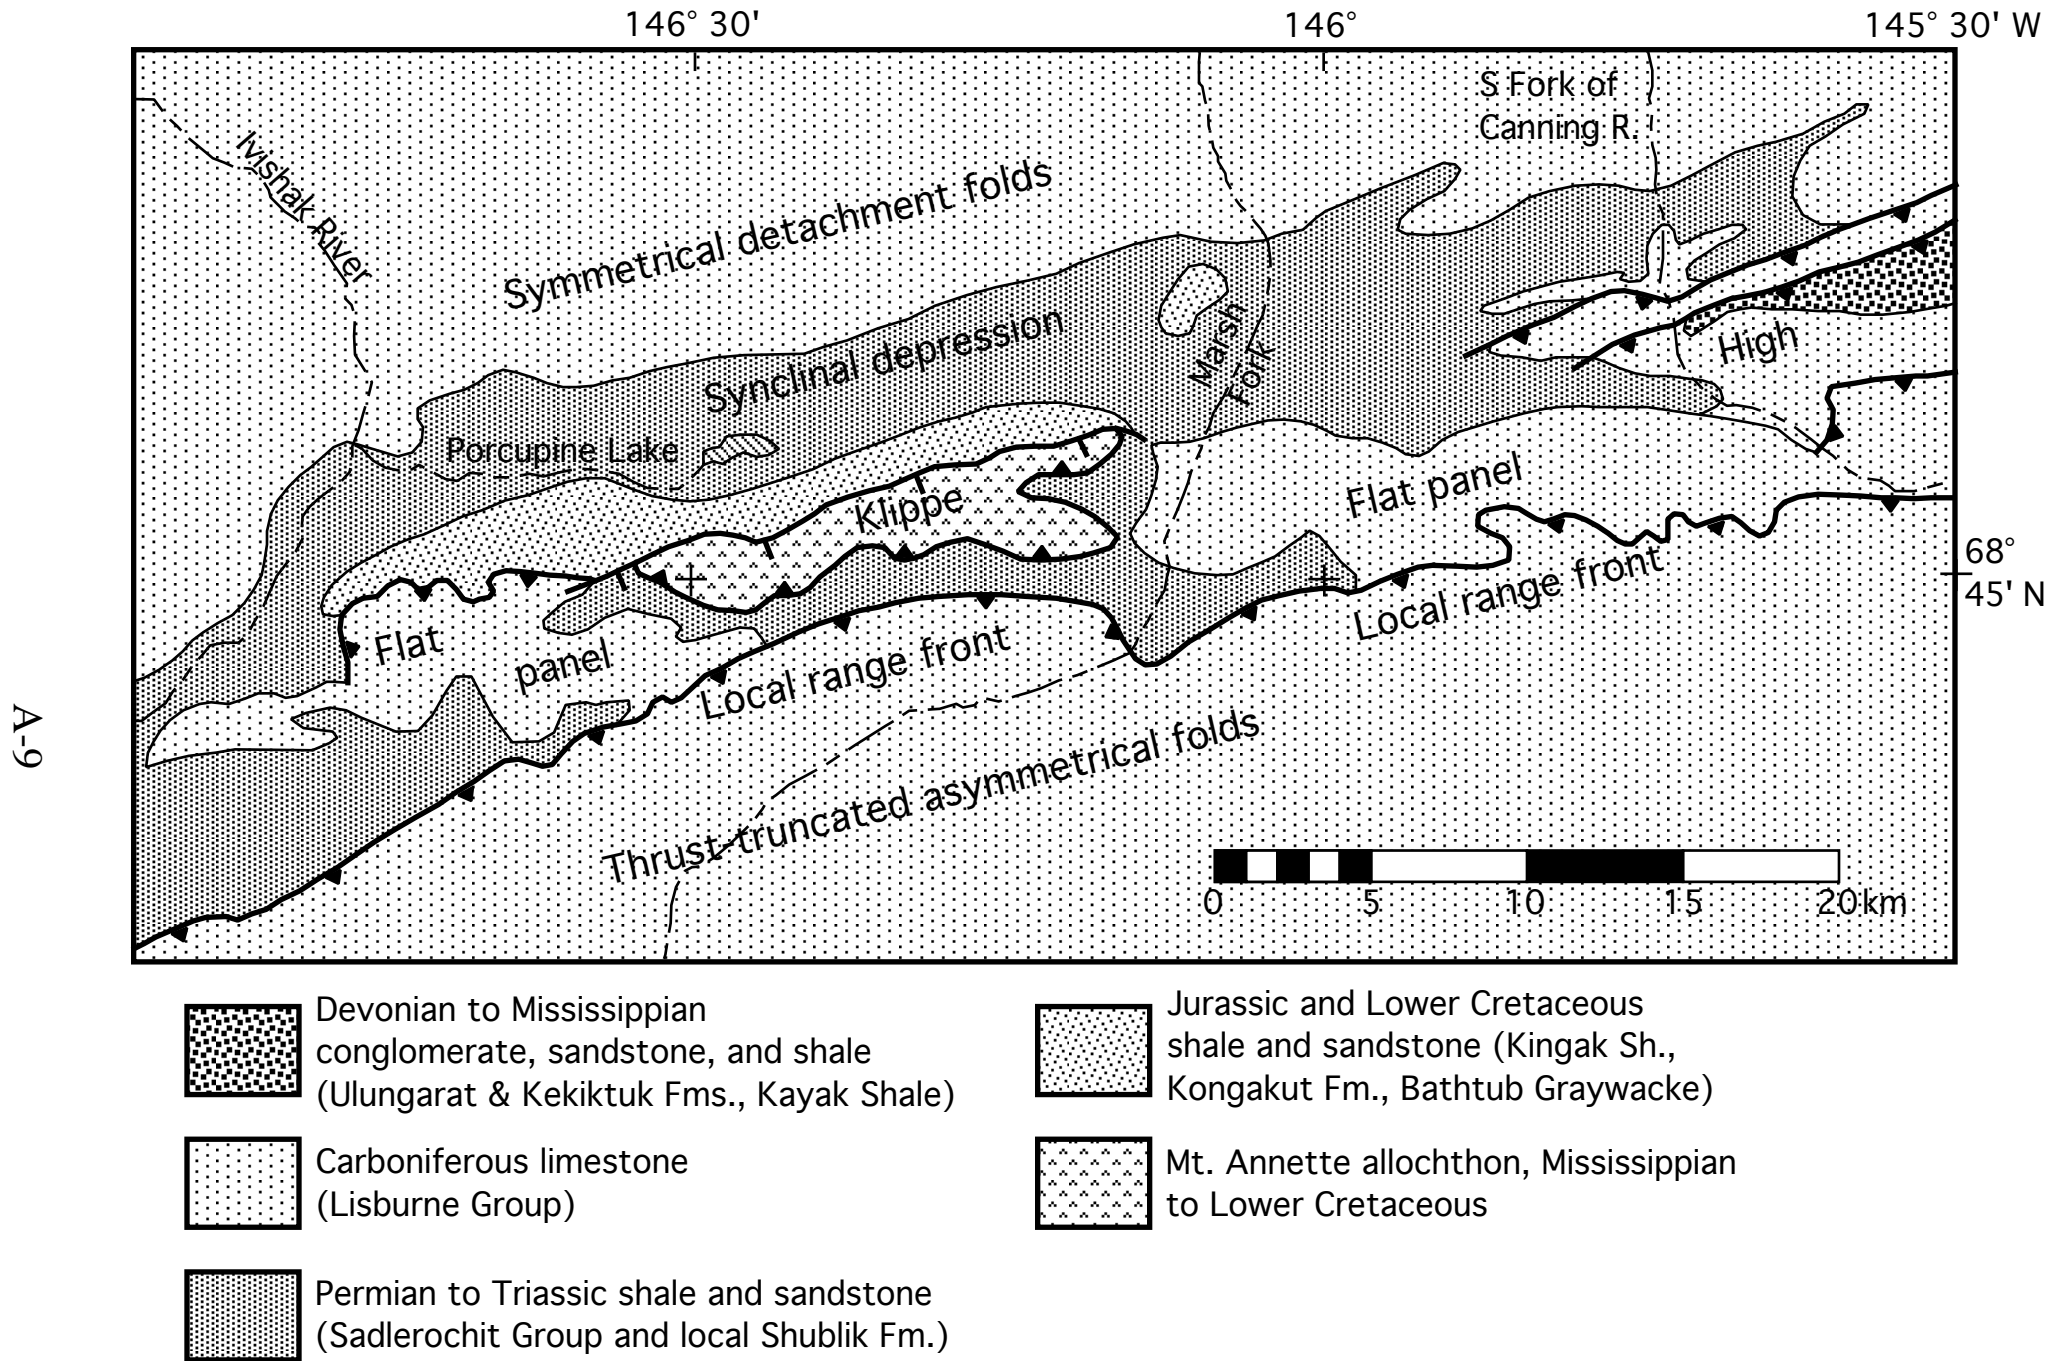 146° 30'
146°
145° 30' W
S Fork of
Canning R.
Ivishak River
Symmetrical detachment folds
Synclinal depression
Marsh
Fork
High
Porcupine Lake
Klippe
Flat panel
68°
45' N
Flat
panel
Local range front
Local range front
Thrust-truncated asymmetrical folds
A-9
0 5 10 15 20 km
Devonian to Mississippian
conglomerate, sandstone, and shale
(Ulungarat & Kekiktuk Fms., Kayak Shale)
Carboniferous limestone
(Lisburne Group)
Permian to Triassic shale and sandstone
(Sadlerochit Group and local Shublik Fm.)
Jurassic and Lower Cretaceous
shale and sandstone (Kingak Sh.,
Kongakut Fm., Bathtub Graywacke)
Mt. Annette allochthon, Mississippian
to Lower Cretaceous